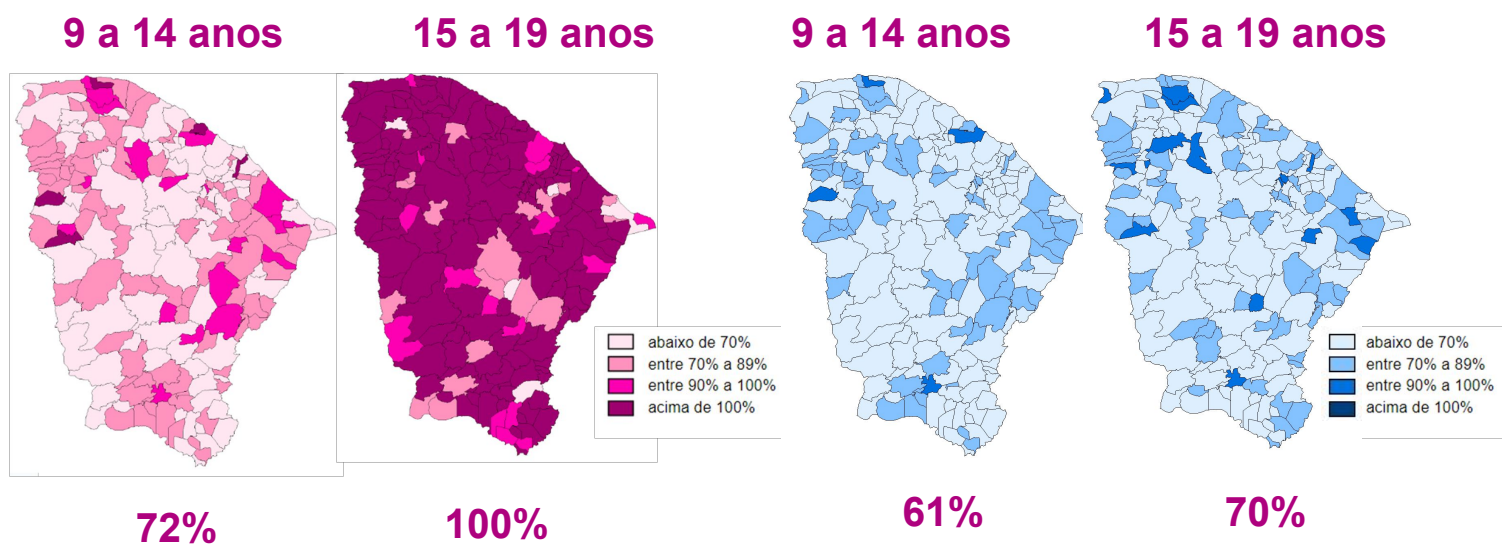 9 a 14 anos
15 a 19 anos
9 a 14 anos
15 a 19 anos
abaixo de 70%
entre 70% a 89%
entre 90% a 100%
acima de 100%
abaixo de 70%
entre 70% a 89%
entre 90% a 100%
acima de 100%
72%
100%
61%
70%